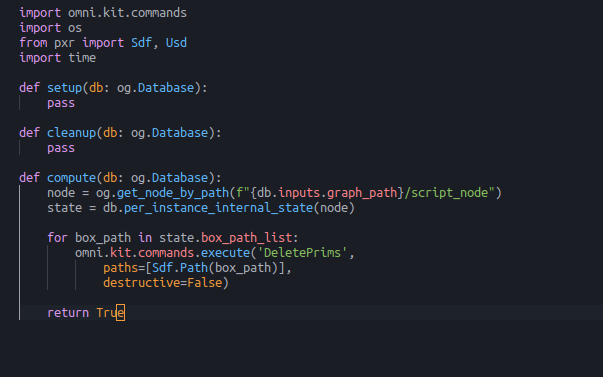 import omni.kit.commands
import os
from pxr import Sdf, Usd
import time

def setup(db: og.Database):
    pass

def cleanup(db: og.Database):
    pass

def compute(db: og.Database):
    node = og.get_node_by_path(f"{db.inputs.graph_path}/script_node")
    state = db.per_instance_internal_state(node)

    for box_path in state.box_path_list:
        omni.kit.commands.execute('DeletePrims',
            paths=[Sdf.Path(box_path)],
            destructive=False)

    return True